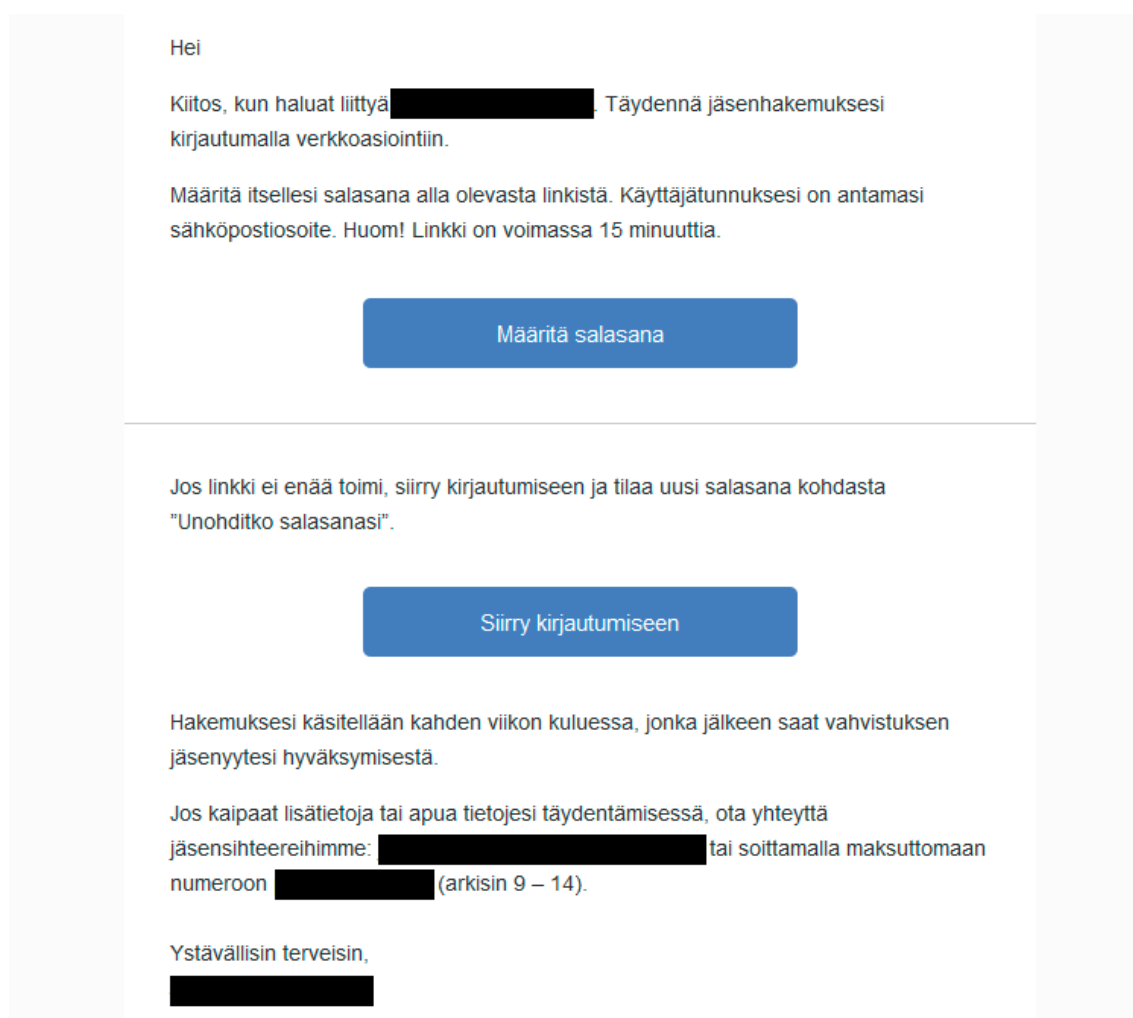 Hei
Kiitos, kun haluat liittyä . Täydennä jäsenhakemuksesi
kirjautumalla verkkoasiointiin.
Määritä itsellesi salasana alla olevasta linkistä. Käyttäjätunnuksesi on antamasi
sähköpostiosoite. Huom! Linkki on voimassa 15 minuuttia.
Määritä salasana
Jos linkki ei enää toimi, siirry kirjautumiseen ja tilaa uusi salasana kohdasta
”Unohditko salasanasi”.
Siirry kirjautumiseen
Hakemuksesi käsitellään kahden viikon kuluessa, jonka jälkeen saat vahvistuksen
jäsenyytesi hyväksymisestä.
Jos kaipaat lisätietoja tai apua tietojesi täydentämisessä, ota yhteyttä
jäsensihteereihimme: tai soittamalla maksuttomaan
numeroon (arkisin 9 – 14).
Ystävällisin terveisin,